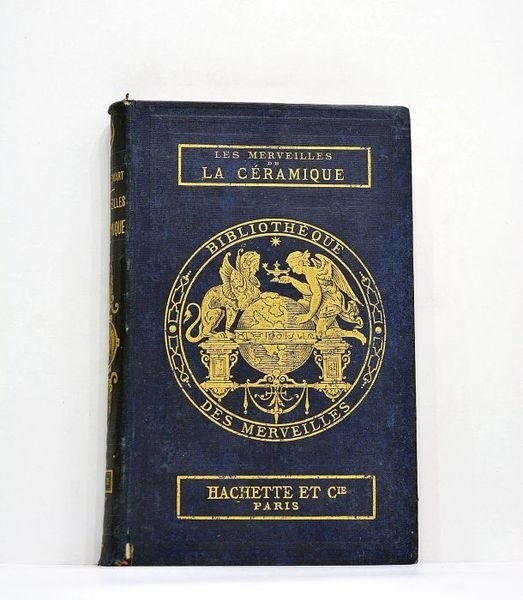 LES MERVEILLES
DE
LA CÉRAMIQUE
BIBLIOTHÈQUE
DES MERVEILLES
HACHETTE ET CIE
PARIS